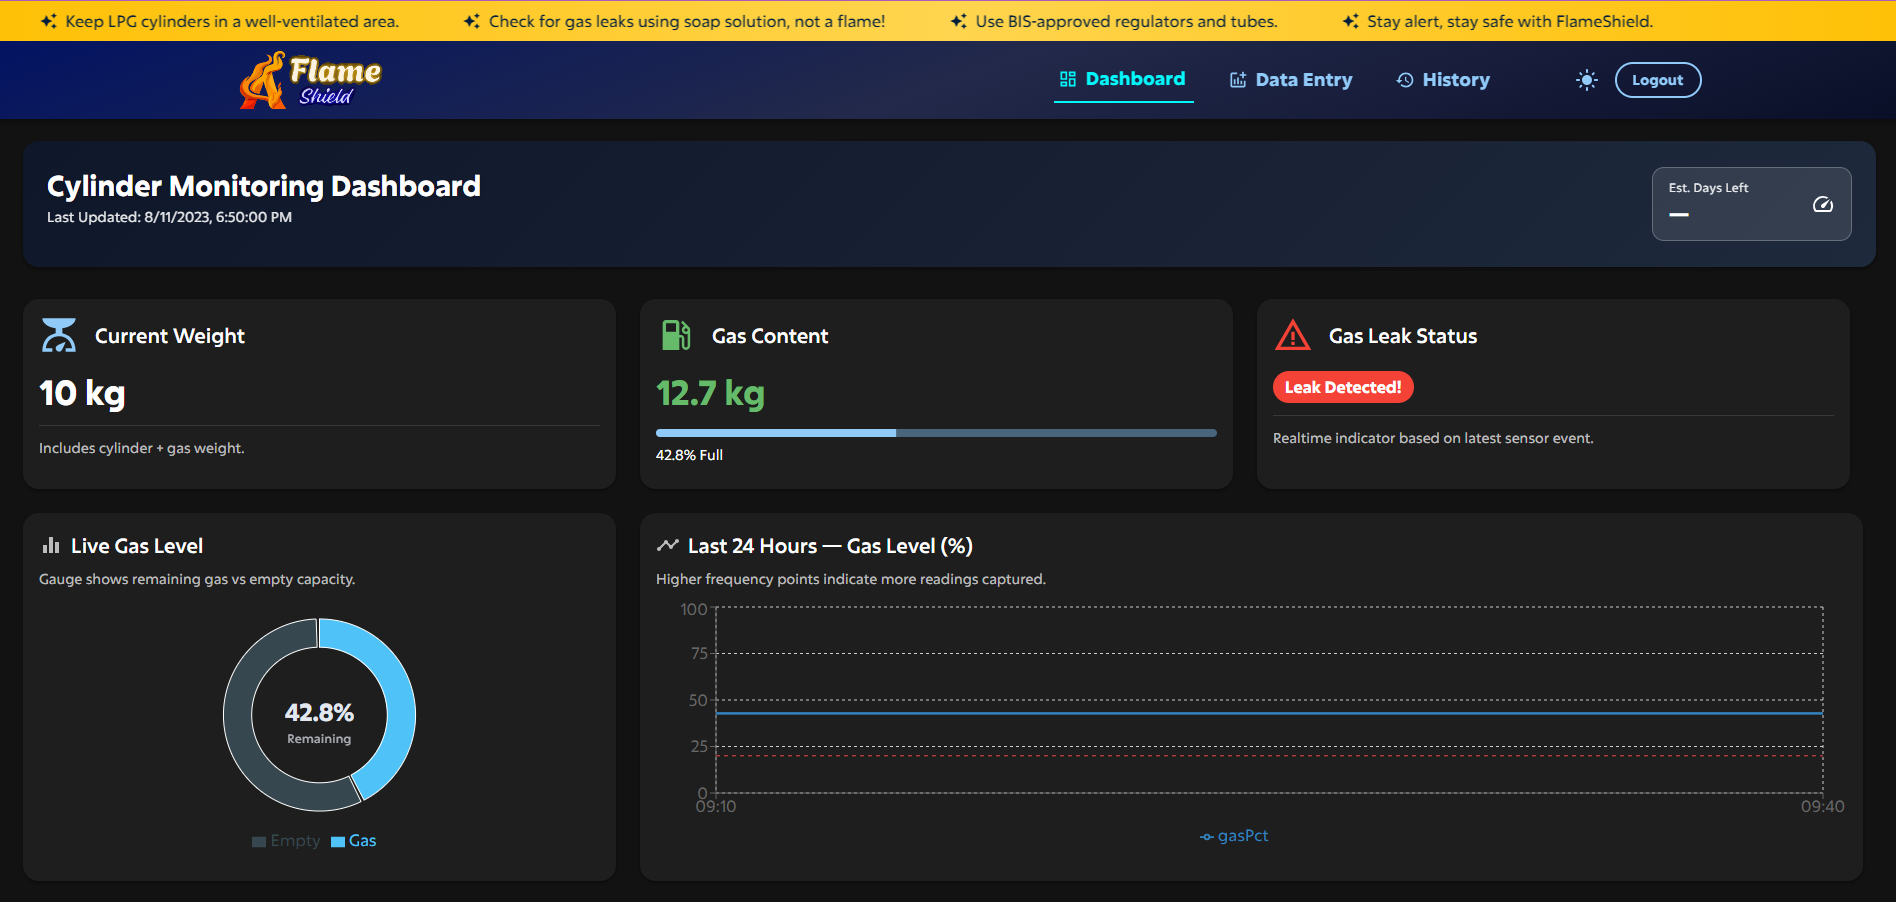 Keep LPG cylinders in a well-ventilated area. Check for gas leaks using soap solution, not a flame! Use BIS-approved regulators and tubes. Stay alert, stay safe with FlameShield.
Flame
Shield
Dashboard
Data Entry
History
Logout
Cylinder Monitoring Dashboard
Last Updated: 8/11/2023, 6:50:00 PM
Est. Days Left
—
Current Weight
10 kg
Includes cylinder + gas weight.
Gas Content
12.7 kg
42.8% Full
Gas Leak Status
Leak Detected!
Realtime indicator based on latest sensor event.
Live Gas Level
Gauge shows remaining gas vs empty capacity.
42.8%
Remaining
Empty
Gas
Last 24 Hours — Gas Level (%)
Higher frequency points indicate more readings captured.
100
75
50
25
0
09:10
09:40
gasPct